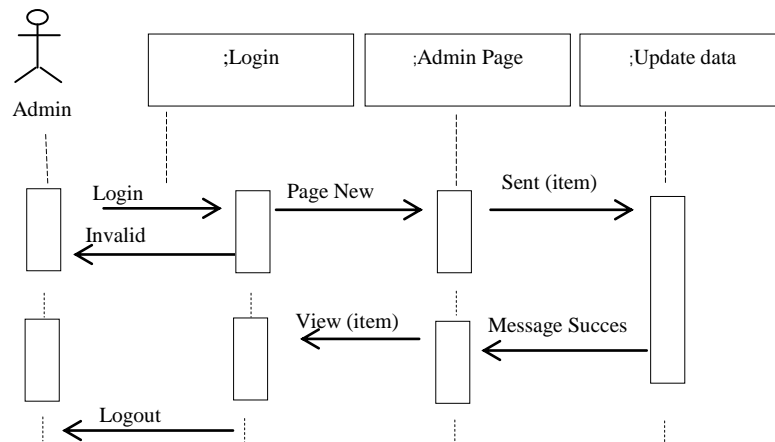 ;Login
;Admin Page
;Update data
Admin
Login
Page New
Sent (item)
Invalid
View (item)
Message Succes
Logout